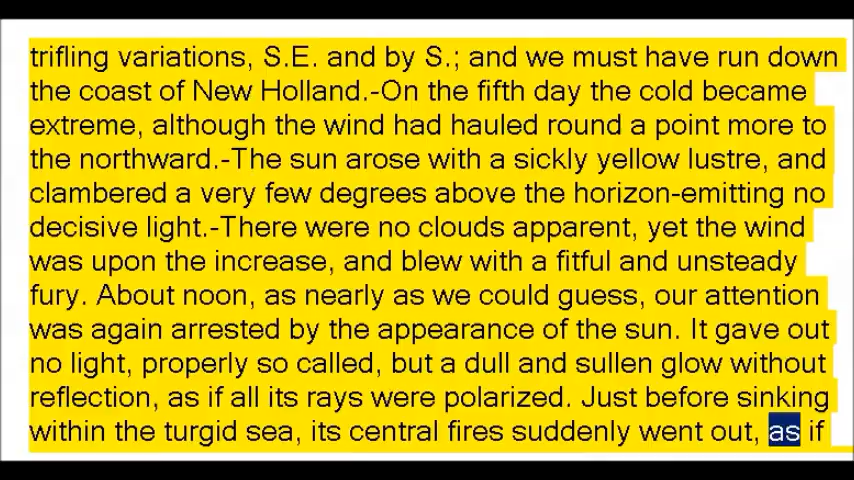 trifling variations, S.E. and by S.; and we must have run down
the coast of New Holland.-On the fifth day the cold became
extreme, although the wind had hauled round a point more to
the northward.-The sun arose with a sickly yellow lustre, and
clambered a very few degrees above the horizon-emitting no
decisive light.-There were no clouds apparent, yet the wind
was upon the increase, and blew with a fitful and unsteady
fury. About noon, as nearly as we could guess, our attention
was again arrested by the appearance of the sun. It gave out
no light, properly so called, but a dull and sullen glow without
reflection, as if all its rays were polarized. Just before sinking
within the turgid sea, its central fires suddenly went out, as if